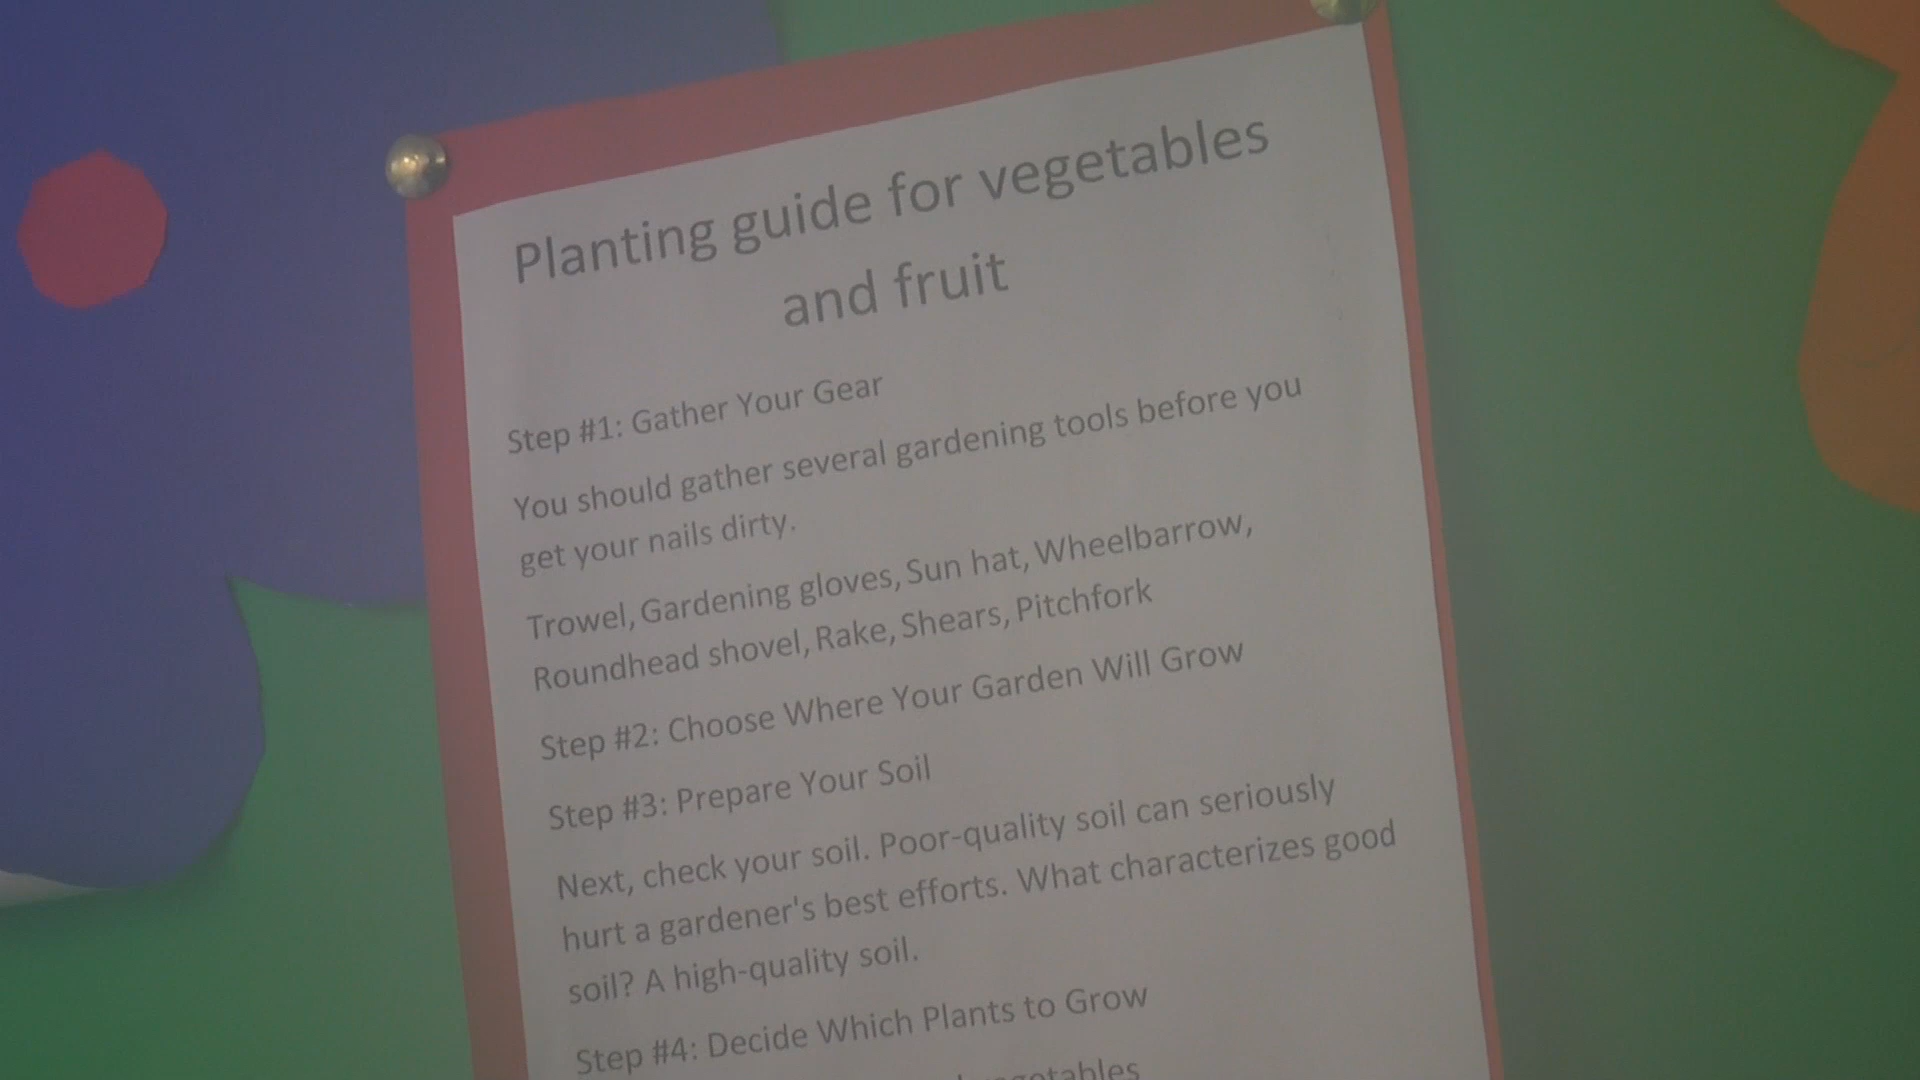 Planting guide for vegetables
and fruit
Step #1: Gather Your Gear
You should gather several gardening tools before you
get your nails dirty.
Trowel, Gardening gloves, Sun hat, Wheelbarrow,
Roundhead shovel, Rake, Shears, Pitchfork
Step #2: Choose Where Your Garden Will Grow
Step #3: Prepare Your Soil
Next, check your soil. Poor-quality soil can seriously
hurt a gardener's best efforts. What characterizes good
soil? A high-quality soil.
Step #4: Decide Which Plants to Grow
vegetables